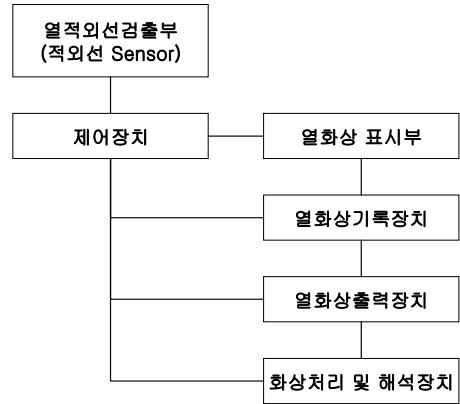 열적외선검출부
(적외선 Sensor)
제어장치
열화상 표시부
열화상기록장치
열화상출력장치
화상처리 및 해석장치